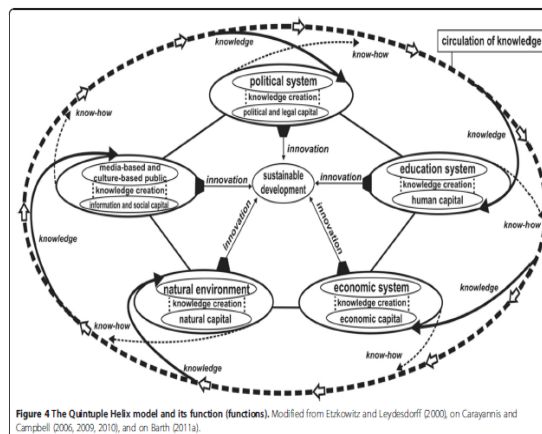 circulation of knowledge
knowledge
know-how
political system
knowledge creation
political and legal capital
know-how
knowledge
innovation
media-based and
culture-based public
knowledge creation
information and social capital
innovation
sustainable
development
innovation
education system
knowledge creation
human capital
know-how
knowledge
innovation
innovation
natural environment
knowledge creation
natural capital
economic system
knowledge creation
economic capital
knowledge
know-how
know-how
knowledge
Figure 4 The Quintuple Helix model and its function (functions). Modified from Etzkowitz and Leydesdorff (2000), on Carayannis and
Campbell (2006, 2009, 2010), and on Barth (2011a).